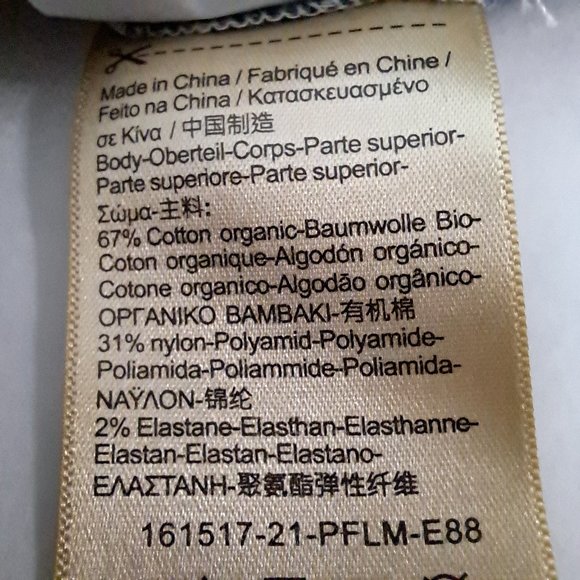 Made in China / Fabriqué en Chine /
Feito na China / Κατασκευασμένο
σε Κίνα / 中国制造
Body-Oberteil-Corps-Parte superior-
Parte superiore-Parte superior-
Σώμα-主料:
67% Cotton organic-Baumwolle Bio-
Coton organique-Algodón orgánico-
Cotone organico-Algodão orgânico-
ΟΡΓΑΝΙΚΟ ΒΑΜΒΑΚΙ-有机棉
31% nylon-Polyamid-Polyamide-
Poliamida-Poliammide-Poliamida-
ΝΑΫΛΟΝ-锦纶
2% Elastane-Elasthan-Elasthanne-
Elastan-Elastan-Elastano-
ΕΛΑΣΤΑΝΗ-聚氨酯弹性纤维
161517-21-PFLM-E88